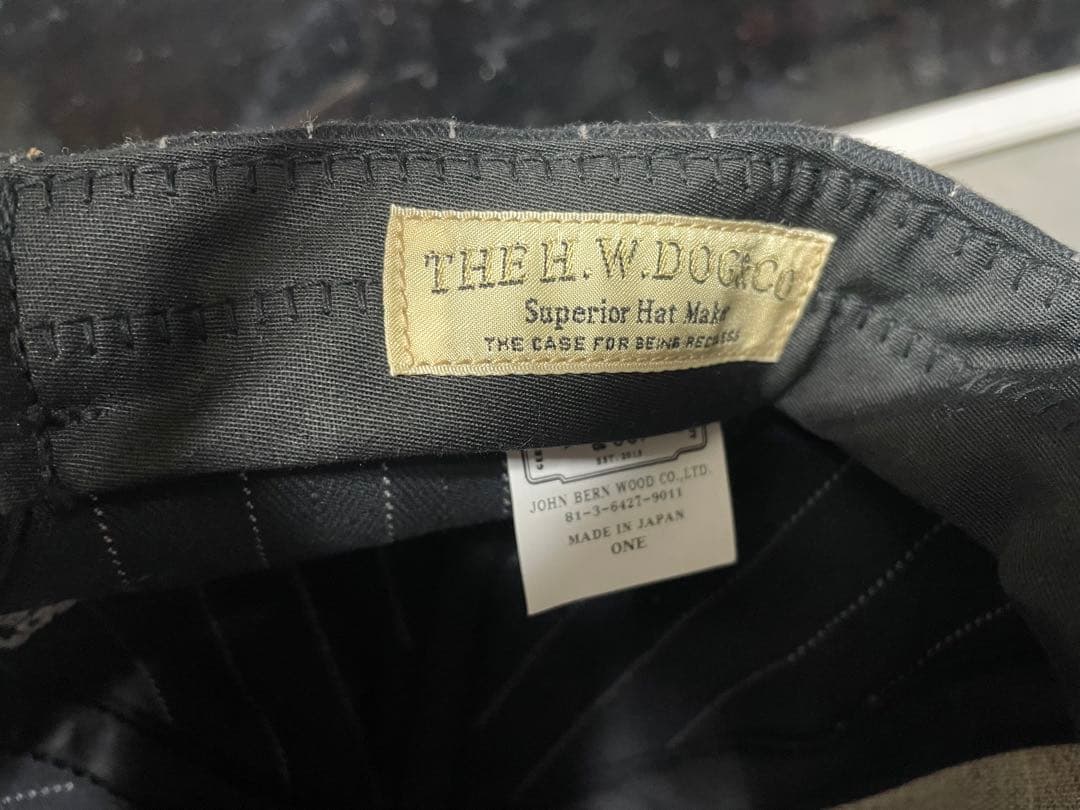 THE H.W.DOG&CO
Superior Hat Make
THE CASE FOR BEING RECKLESS
EST. 2013
JOHN BERN WOOD CO.,LTD.
81-3-6427-9011
MADE IN JAPAN
ONE